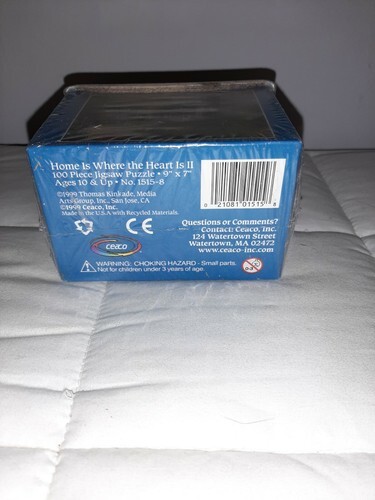 Home Is Where the Heart Is II
100 Piece Jigsaw Puzzle • 9" x 7"
Ages 10 & Up • No. 1515-8
©1999 Thomas Kinkade, Media
Arts Group, Inc., San Jose, CA
©1999 Ceaco, Inc.
Made in the U.S.A with Recycled Materials.
CE
ceaco
0 21081 01515 8
Questions or Comments?
Contact: Ceaco, Inc.
124 Watertown Street
Watertown, MA 02472
www.ceaco-inc.com
WARNING: CHOKING HAZARD - Small parts.
Not for children under 3 years of age.